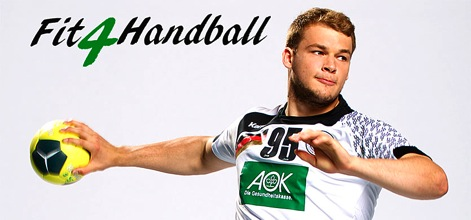 Fit4Handball
95
AOK
Die Gesundheitskasse.